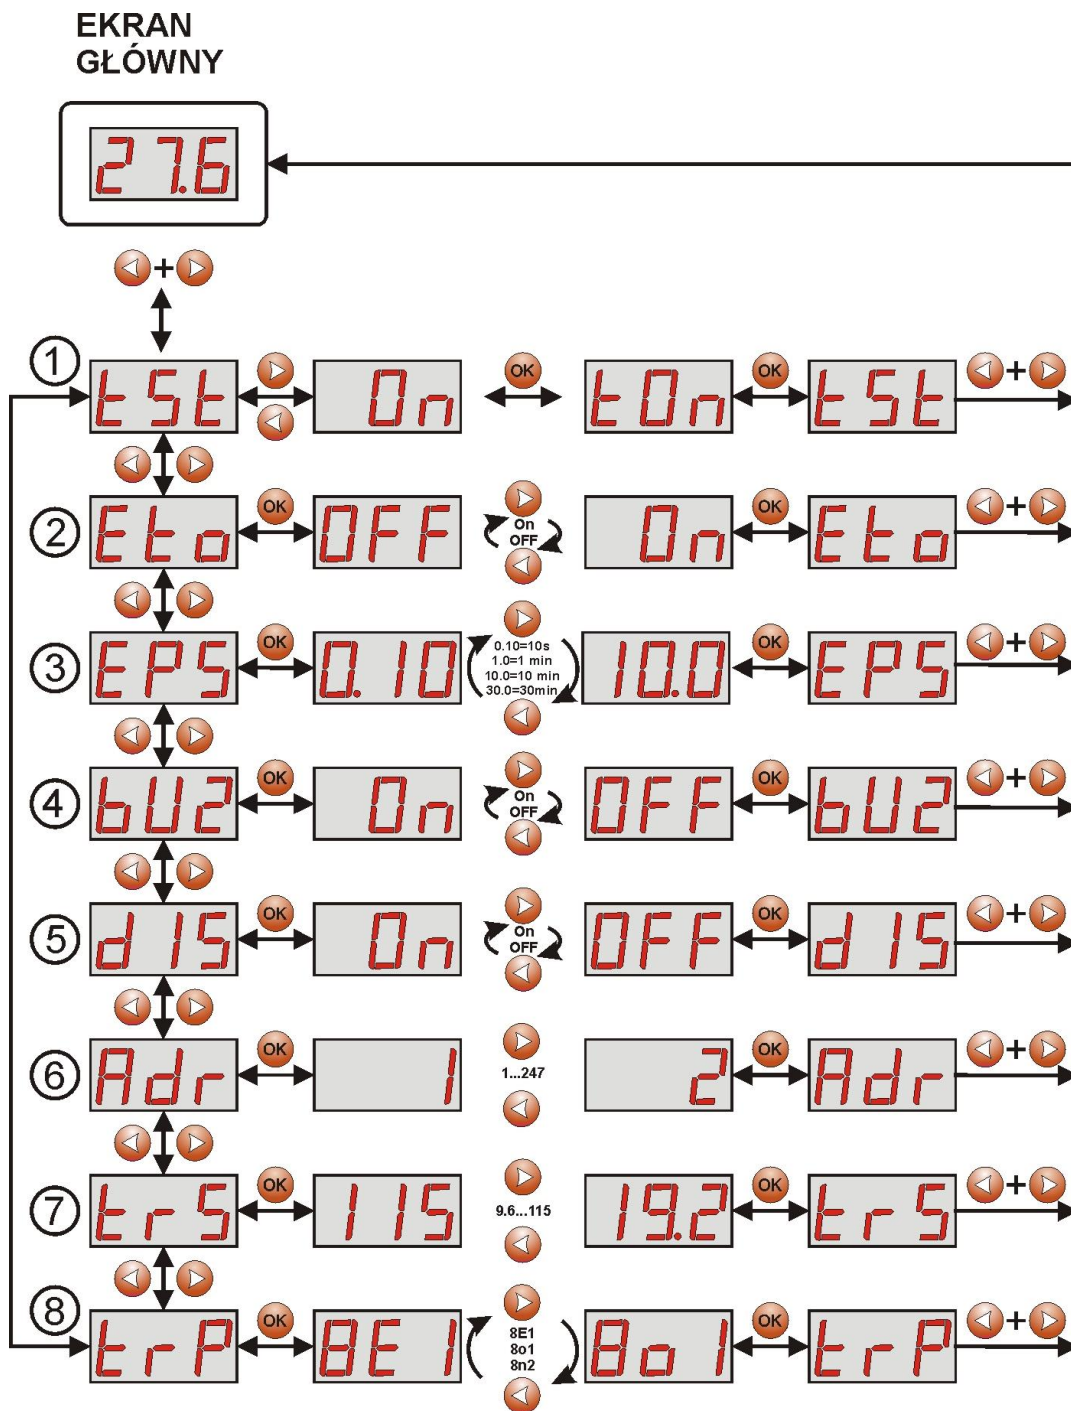 EKRAN
GŁÓWNY
27.6
+
1 tSt On OK tOn OK tSt +
2 Eto OK OFF On OFF On OK Eto +
3 EPS OK 0.10 0.10=10s 1.0=1 min 10.0=10 min 30.0=30min 10.0 OK EPS +
4 bU2 OK On On OFF OFF OK bU2 +
5 dIS OK On On OFF OFF OK dIS +
6 Adr OK 1 1...247 2 OK Adr +
7 trS OK 115 9.6...115 19.2 OK trS +
8 trP OK 8E1 8E1 8o1 8n2 8o1 OK trP +